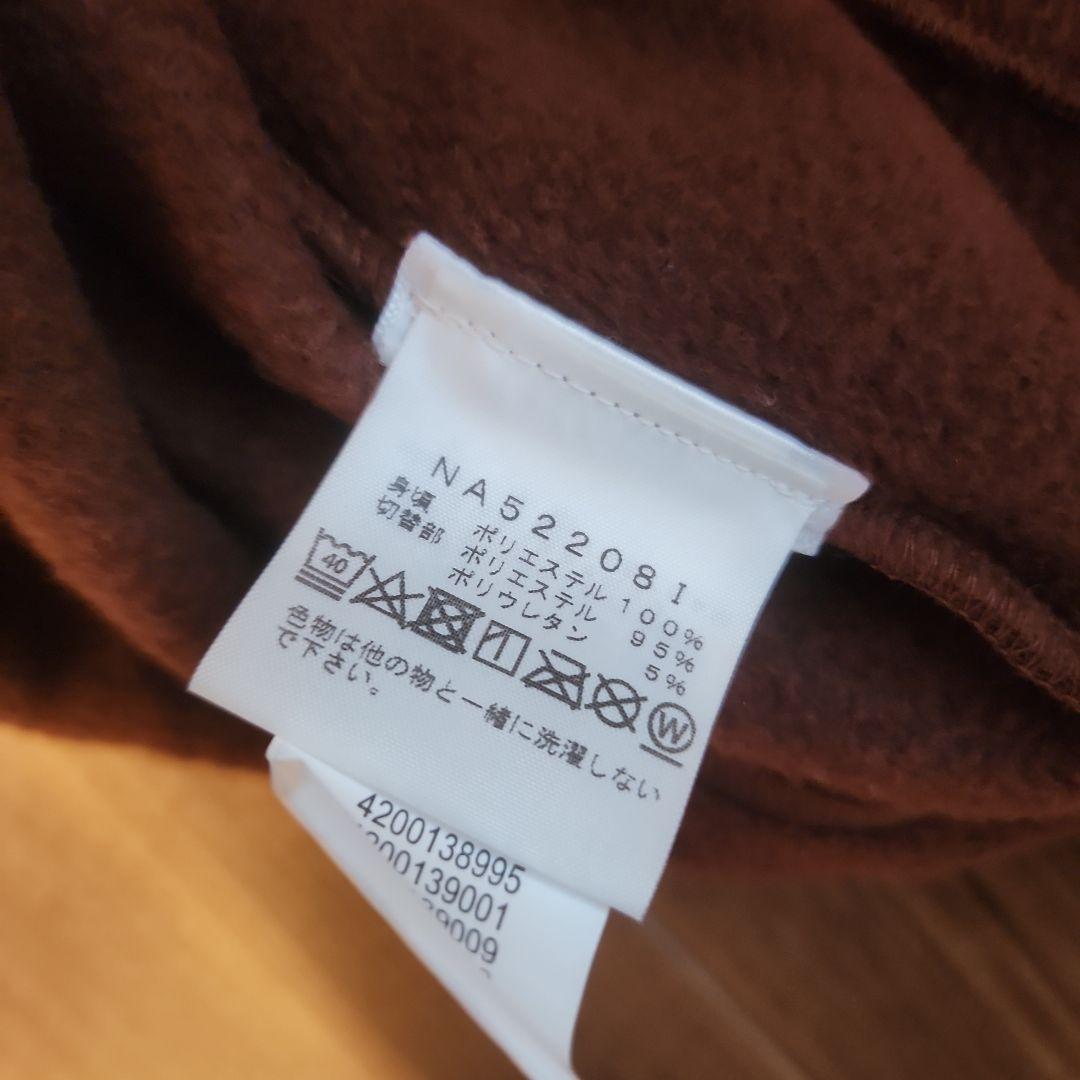 NA52208I
身頃 ポリエステル 100%
切替部 ポリエステル 95%
ポリウレタン 5%
40
W
色物は他の物と一緒に洗濯しない
で下さい。
4200138995
4200139001
39009